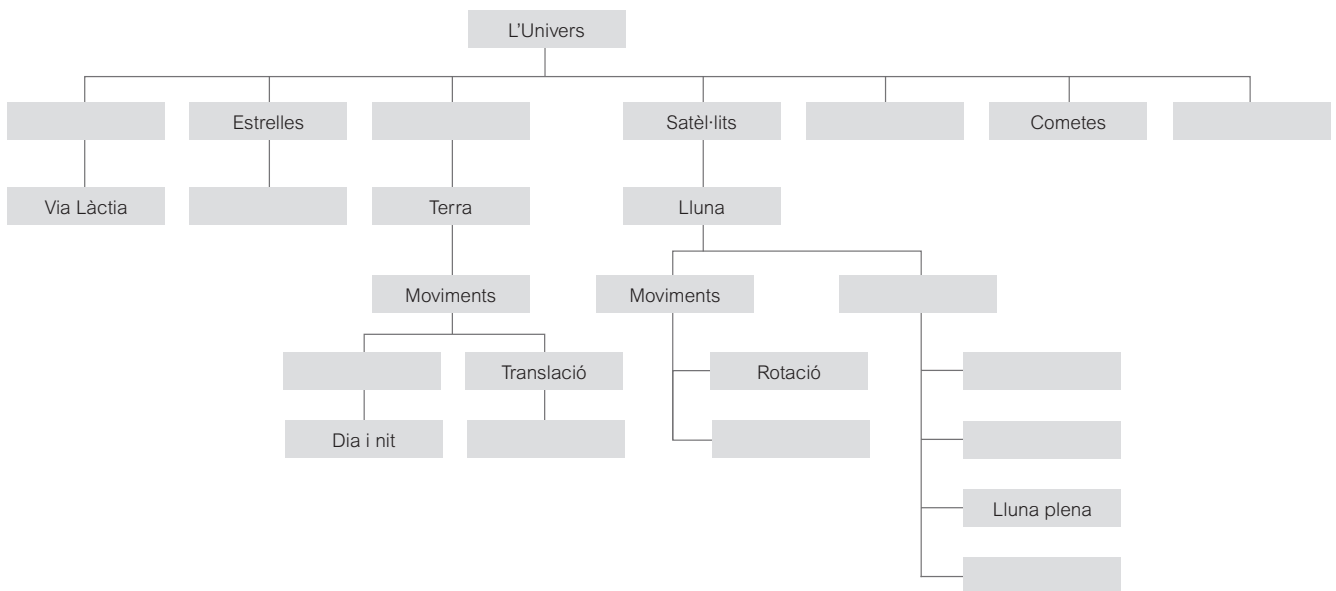 L’Univers
Estrelles
Satèl·lits
Cometes
Via Làctia
Terra
Lluna
Moviments
Moviments
Translació
Rotació
Dia i nit
Lluna plena